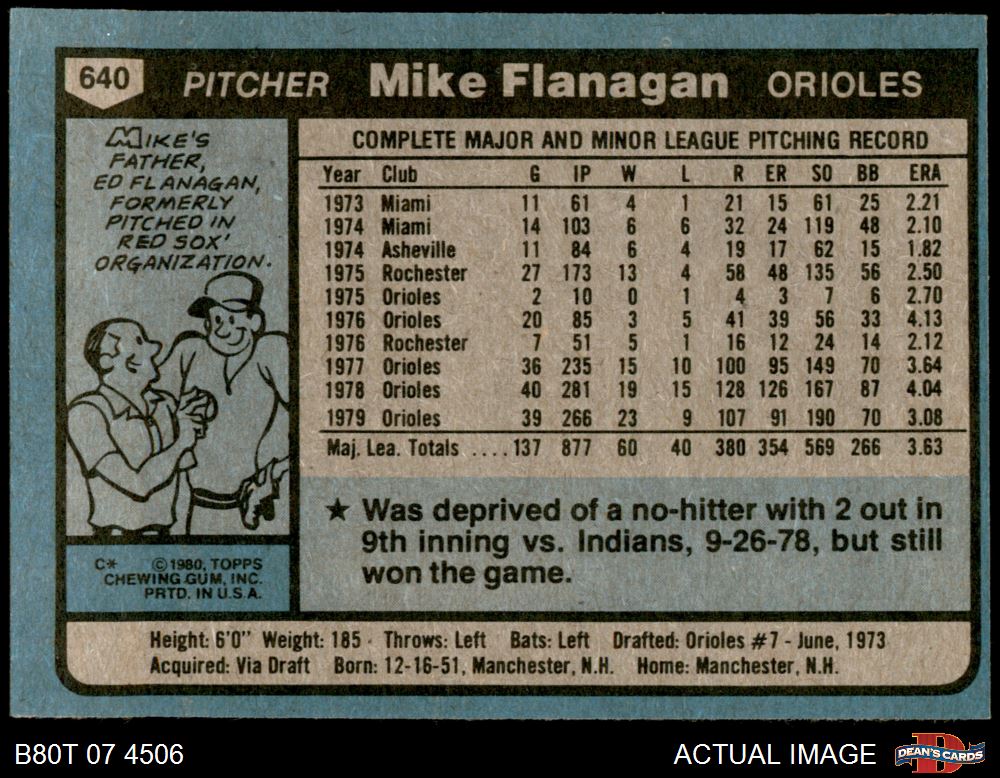 640 PITCHER Mike Flanagan ORIOLES
MIKE'S
FATHER,
ED FLANAGAN,
FORMERLY
PITCHED IN
RED SOX'
ORGANIZATION.
COMPLETE MAJOR AND MINOR LEAGUE PITCHING RECORD
Year Club G IP W L R ER SO BB ERA
1973 Miami 11 61 4 1 21 15 61 25 2.21
1974 Miami 14 103 6 6 32 24 119 48 2.10
1974 Asheville 11 84 6 4 19 17 62 15 1.82
1975 Rochester 27 173 13 4 58 48 135 56 2.50
1975 Orioles 2 10 0 1 4 3 7 6 2.70
1976 Orioles 20 85 3 5 41 39 56 33 4.13
1976 Rochester 7 51 5 1 16 12 24 14 2.12
1977 Orioles 36 235 15 10 100 95 149 70 3.64
1978 Orioles 40 281 19 15 128 126 167 87 4.04
1979 Orioles 39 266 23 9 107 91 190 70 3.08
Maj. Lea. Totals ....137 877 60 40 380 354 569 266 3.63
★ Was deprived of a no-hitter with 2 out in
9th inning vs. Indians, 9-26-78, but still
won the game.
C* ©1980, TOPPS
CHEWING GUM, INC.
PRTD. IN U.S.A.
Height: 6'0" Weight: 185 Throws: Left Bats: Left Drafted: Orioles #7 - June, 1973
Acquired: Via Draft Born: 12-16-51, Manchester, N.H. Home: Manchester, N.H.
B80T 07 4506 ACTUAL IMAGE D DEAN'S CARDS